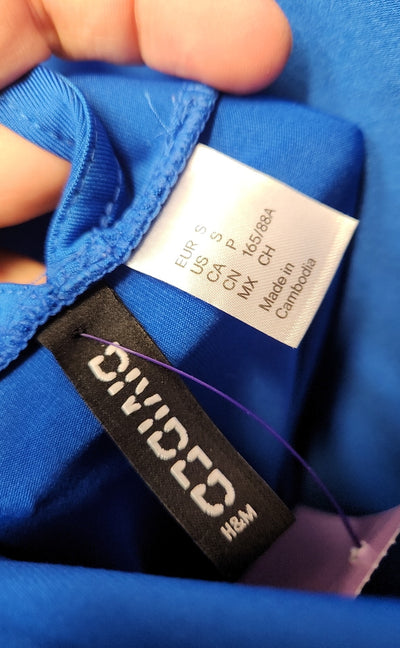 EUR S
US S
CA P
CN 165/88A
MX CH
Made in
Cambodia
DIVIDED
H&M